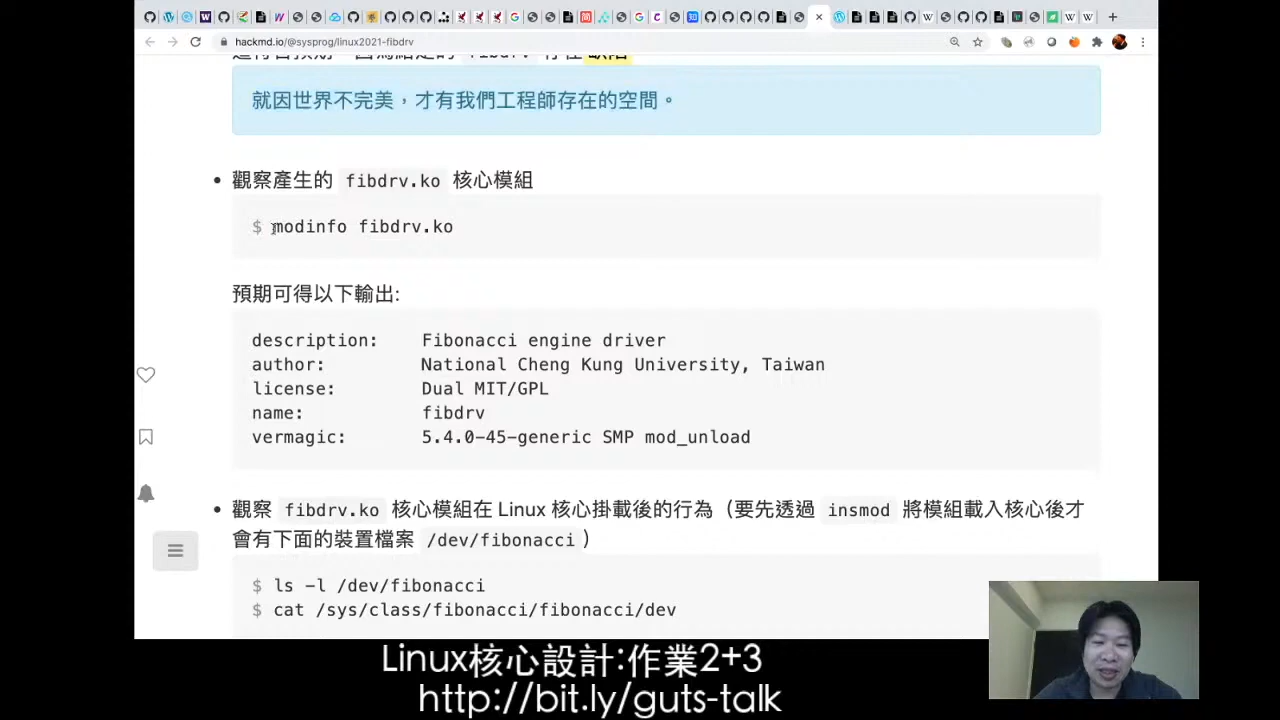 hackmd.io/@sysprog/linux2021-fibdrv
就因世界不完美，才有我們工程師存在的空間。
觀察產生的 fibdrv.ko 核心模組
$ modinfo fibdrv.ko
預期可得以下輸出:
description: Fibonacci engine driver
author: National Cheng Kung University, Taiwan
license: Dual MIT/GPL
name: fibdrv
vermagic: 5.4.0-45-generic SMP mod_unload
觀察 fibdrv.ko 核心模組在 Linux 核心掛載後的行為（要先透過 insmod 將模組載入核心後才
會有下面的裝置檔案 /dev/fibonacci ）
$ ls -l /dev/fibonacci
$ cat /sys/class/fibonacci/fibonacci/dev
Linux核心設計:作業2+3
http://bit.ly/guts-talk